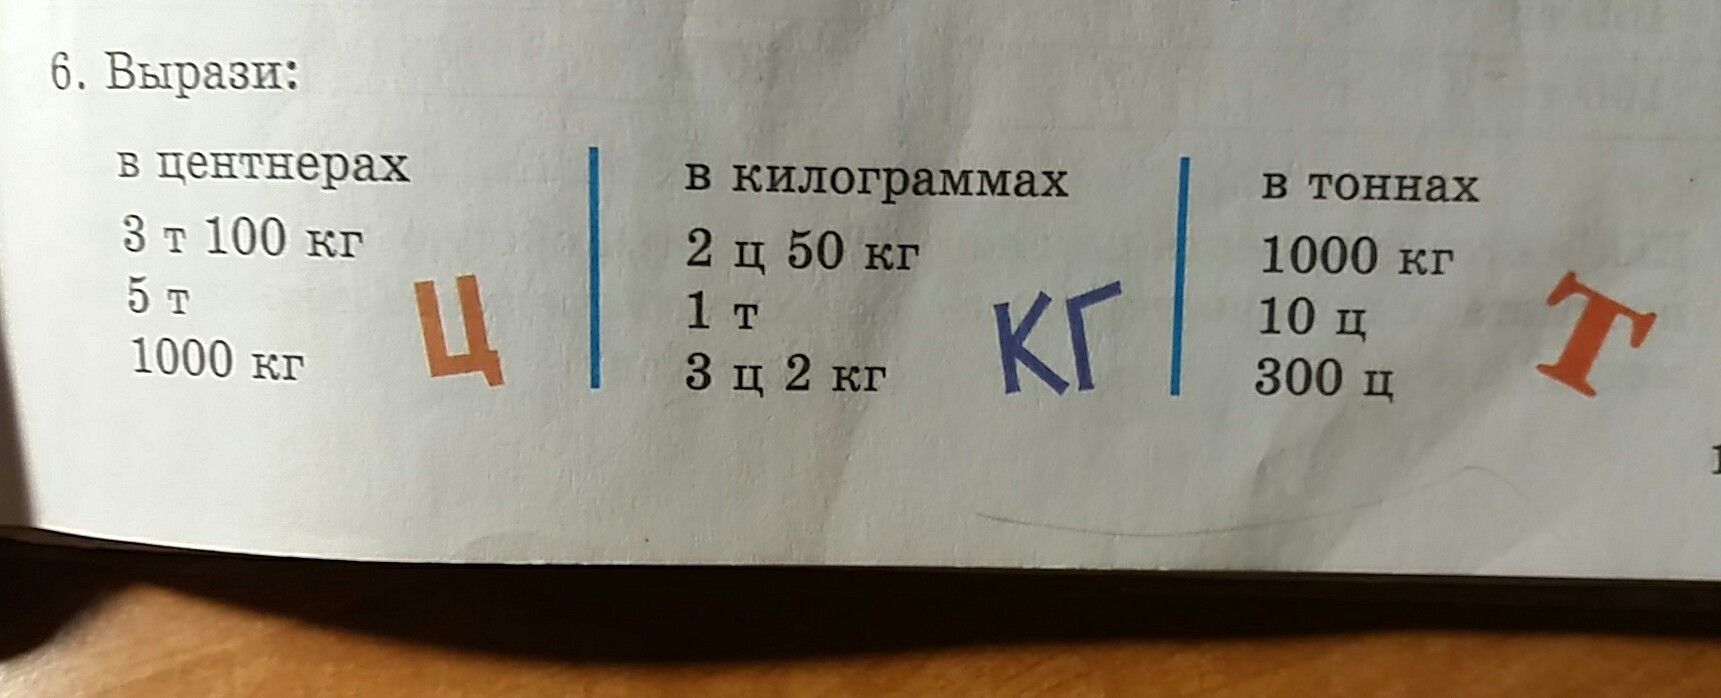 6. Вырази:
в центнерах
3 т 100 кг
5 т
1000 кг
ц
в килограммах
2 ц 50 кг
1 т
3 ц 2 кг
кг
в тоннах
1000 кг
10 ц
300 ц
т